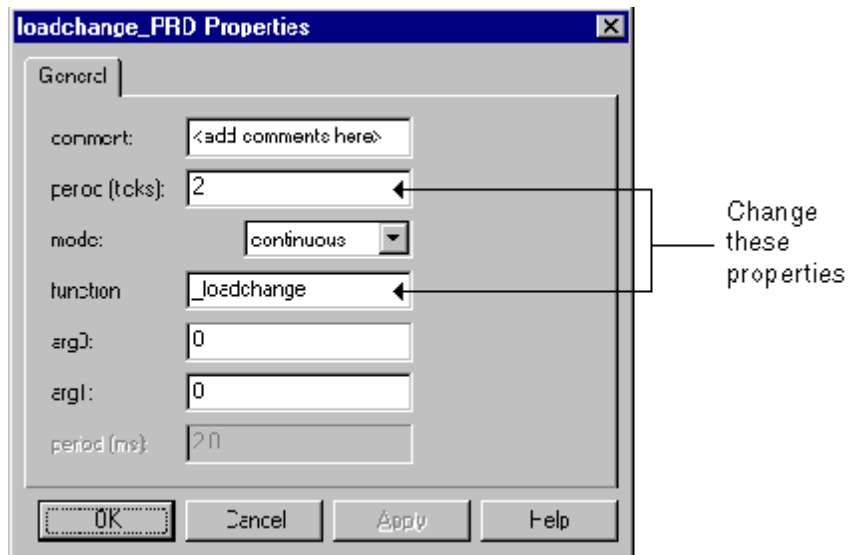 loadchange_PRD Properties
General
comment:
<add comments here>
period (ticks):
2
mode:
continuous
function
_loadchange
arg0:
0
arg1:
0
period (ms):
2.0
OK
Cancel
Apply
Help
Change
these
properties